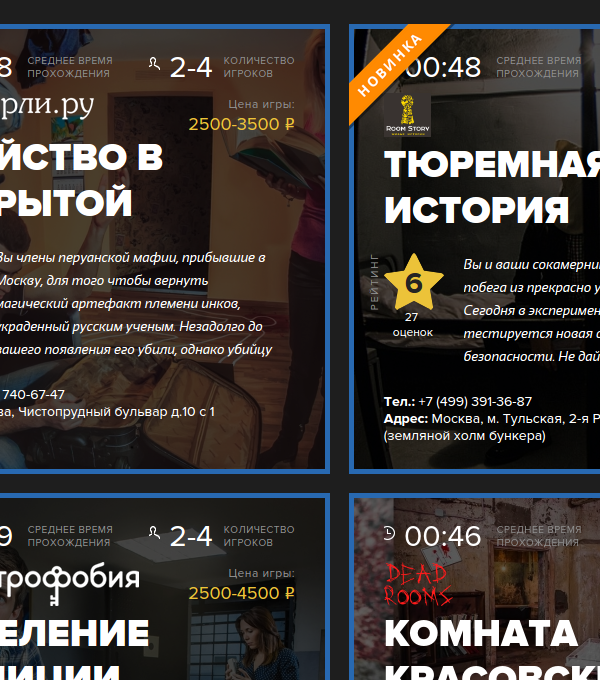 8 СРЕДНЕЕ ВРЕМЯ ПРОХОЖДЕНИЯ
2-4 КОЛИЧЕСТВО ИГРОКОВ
рли.ру
Цена игры:
2500-3500 ₽
ЙСТВО В
РЫТОЙ
Вы члены перуанской мафии, прибывшие в
Москву, для того чтобы вернуть
магический артефакт племени инков,
украденный русским ученым. Незадолго до
вашего появления его убили, однако убийцу
740-67-47
ва, Чистопрудный бульвар д.10 с 1
НОВИНКА
00:48 СРЕДНЕЕ ВРЕМЯ
ПРОХОЖДЕНИЯ
ROOM STORY
ТЮРЕМНАЯ
ИСТОРИЯ
РЕЙТИНГ
6
27
оценок
Вы и ваши сокамерни
побега из прекрасно у
Сегодня в эксперимен
тестируется новая с
безопасности. Не дай
Тел.: +7 (499) 391-36-87
Адрес: Москва, м. Тульская, 2-я Р
(земляной холм бункера)
9 СРЕДНЕЕ ВРЕМЯ ПРОХОЖДЕНИЯ
2-4 КОЛИЧЕСТВО ИГРОКОВ
трофобия
Цена игры:
2500-4500 ₽
ЕЛЕНИЕ
ИЦИИ
00:46 СРЕДНЕЕ ВРЕМЯ
ПРОХОЖДЕНИЯ
DEAD
ROOMS
КОМНАТА
КРАСОВСК